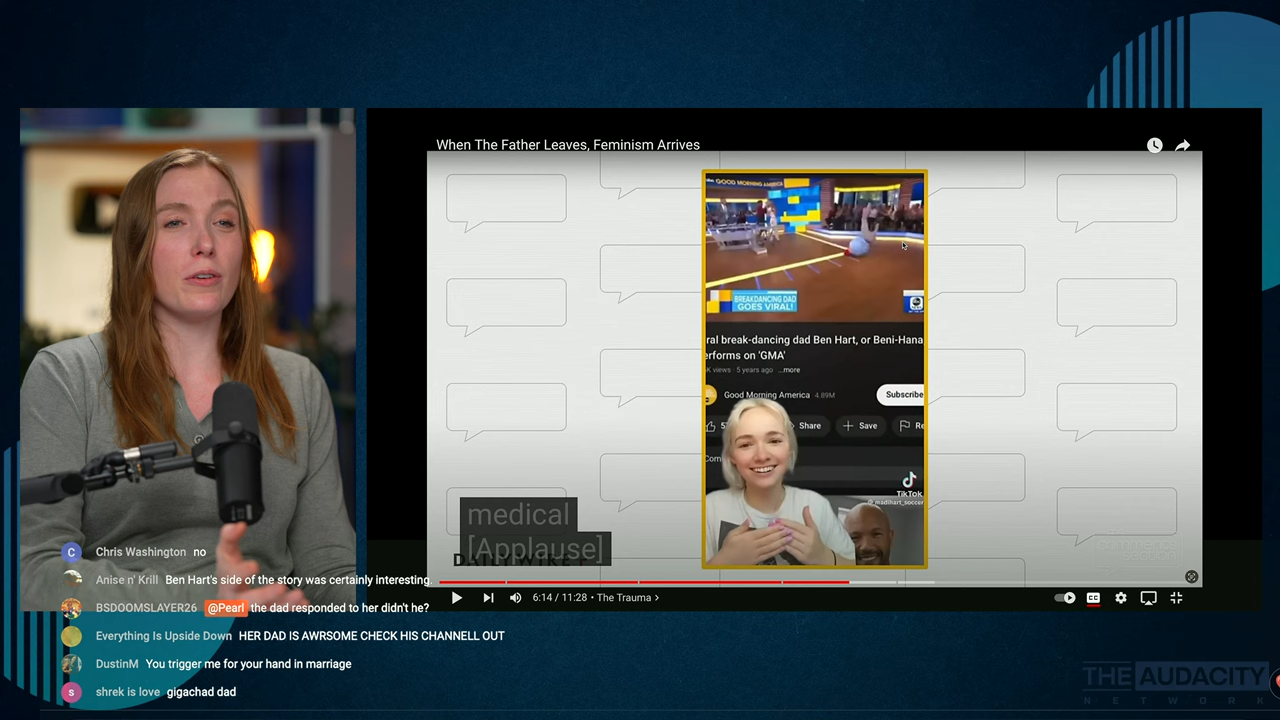 When The Father Leaves, Feminism Arrives
GOOD MORNING AMERICA
BREAKDANCING DAD
GOES VIRAL!
ral break-dancing dad Ben Hart, or Beni-Hana
erforms on 'GMA'
K views · 5 years ago ...more
Good Morning America 4.89M
Subscribe
Share
Save
Re
Com
TikTok
@madihart_soccer
medical
[Applause]
6:14 / 11:28 • The Trauma >
C Chris Washington no
Anise n' Krill Ben Hart's side of the story was certainly interesting.
BSDOOMSLAYER26 @Pearl the dad responded to her didn't he?
Everything Is Upside Down HER DAD IS AWRSOME CHECK HIS CHANNELL OUT
DustinM You trigger me for your hand in marriage
s shrek is love gigachad dad
THE AUDACITY
NETWORK